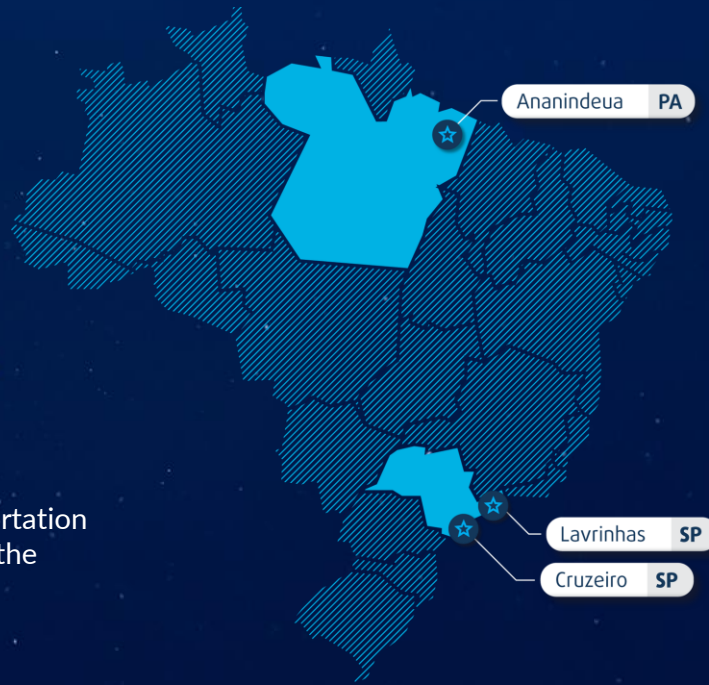 Ananindeua PA
rtation
the
Lavrinhas SP
Cruzeiro SP